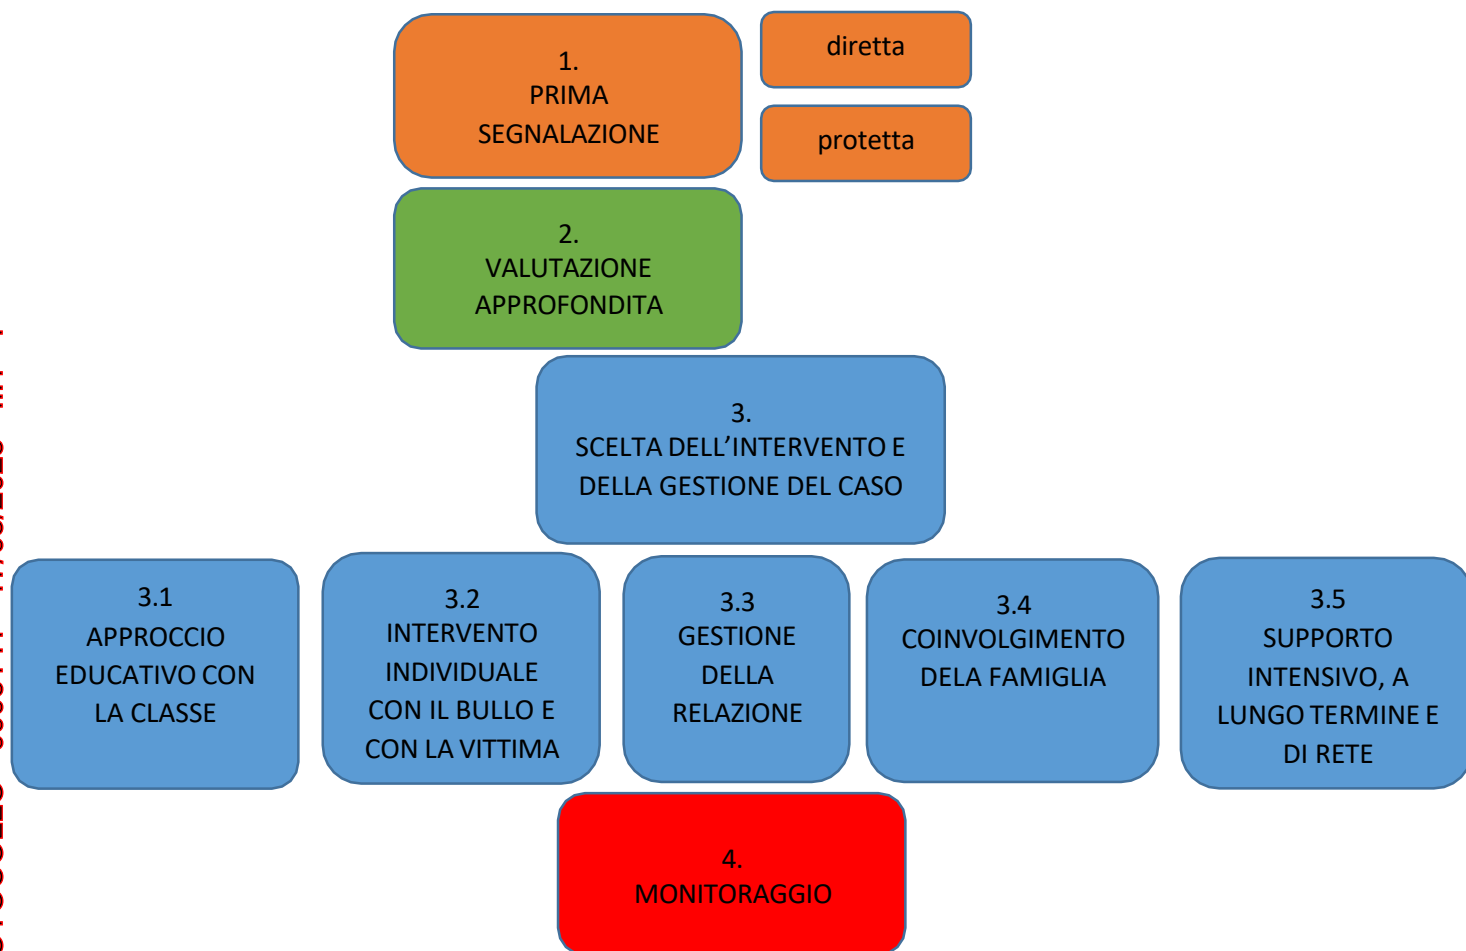 1.
PRIMA
SEGNALAZIONE
diretta
protetta
2.
VALUTAZIONE
APPROFONDITA
3.
SCELTA DELL’INTERVENTO E
DELLA GESTIONE DEL CASO
3.1
APPROCCIO
EDUCATIVO CON
LA CLASSE
3.2
INTERVENTO
INDIVIDUALE
CON IL BULLO E
CON LA VITTIMA
3.3
GESTIONE
DELLA
RELAZIONE
3.4
COINVOLGIMENTO
DELA FAMIGLIA
3.5
SUPPORTO
INTENSIVO, A
LUNGO TERMINE E
DI RETE
4.
MONITORAGGIO